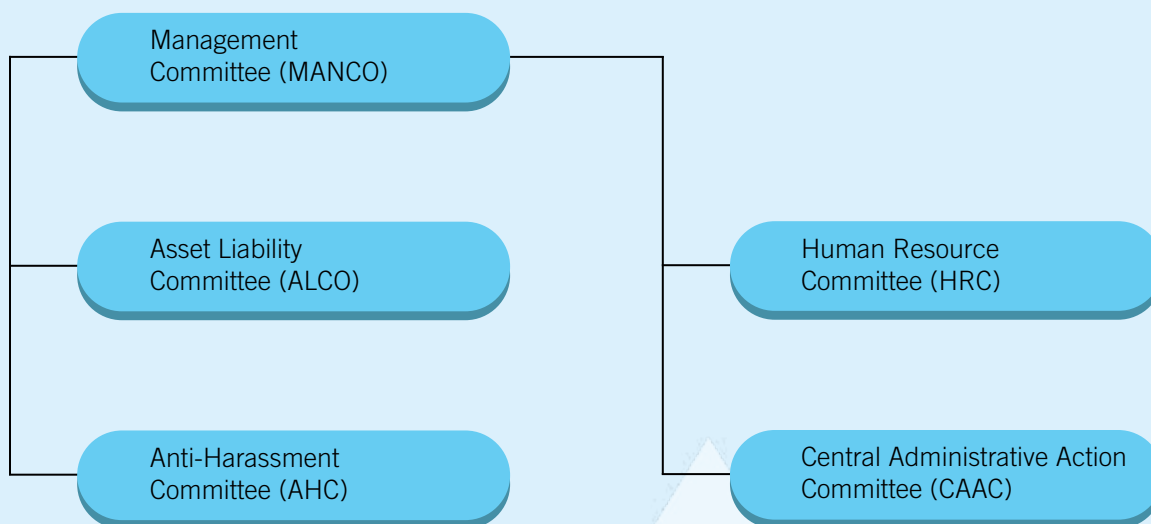 Management
Committee (MANCO)
Asset Liability
Committee (ALCO)
Human Resource
Committee (HRC)
Anti-Harassment
Committee (AHC)
Central Administrative Action
Committee (CAAC)